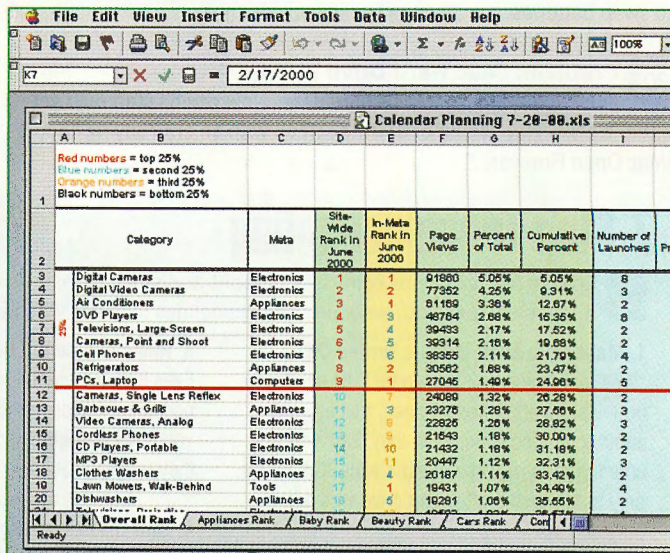 File Edit View Insert Format Tools Data Window Help
100%
K7 = 2/17/2000
Calendar Planning 7-20-00.xls
A B C D E F G H I
Red numbers = top 25%
Blue numbers = second 25%
Orange numbers = third 25%
Black numbers = bottom 25%
1
2 Category Meta Site-Wide Rank in June 2000 In-Meta Rank in June 2000 Page Views Percent of Total Cumulative Percent Number of Launches
25%
3 Digital Cameras Electronics 1 1 91860 5.05% 5.05% 8
4 Digital Video Cameras Electronics 2 2 77352 4.25% 9.31% 3
5 Air Conditioners Appliances 3 1 61169 3.36% 12.67% 2
6 DVD Players Electronics 4 3 48764 2.68% 15.35% 6
7 Televisions, Large-Screen Electronics 5 4 39433 2.17% 17.52% 2
8 Cameras, Point and Shoot Electronics 6 5 39314 2.16% 19.68% 2
9 Cell Phones Electronics 7 6 38355 2.11% 21.79% 4
10 Refrigerators Appliances 8 2 30562 1.68% 23.47% 2
11 PCs, Laptop Computers 9 1 27045 1.49% 24.96% 5
12 Cameras, Single Lens Reflex Electronics 10 7 24089 1.32% 26.28% 2
13 Barbecues & Grills Appliances 11 3 23276 1.28% 27.56% 3
14 Video Cameras, Analog Electronics 12 8 22826 1.26% 28.82% 3
15 Cordless Phones Electronics 13 9 21543 1.18% 30.00% 2
16 CD Players, Portable Electronics 14 10 21432 1.18% 31.18% 2
17 MP3 Players Electronics 15 11 20447 1.12% 32.31% 3
18 Clothes Washers Appliances 16 4 20187 1.11% 33.42% 2
19 Lawn Mowers, Walk-Behind Tools 17 1 19431 1.07% 34.49% 4
20 Dishwashers Appliances 18 5 19281 1.06% 35.55% 2
Overall Rank Appliances Rank Baby Rank Beauty Rank Cars Rank
Ready